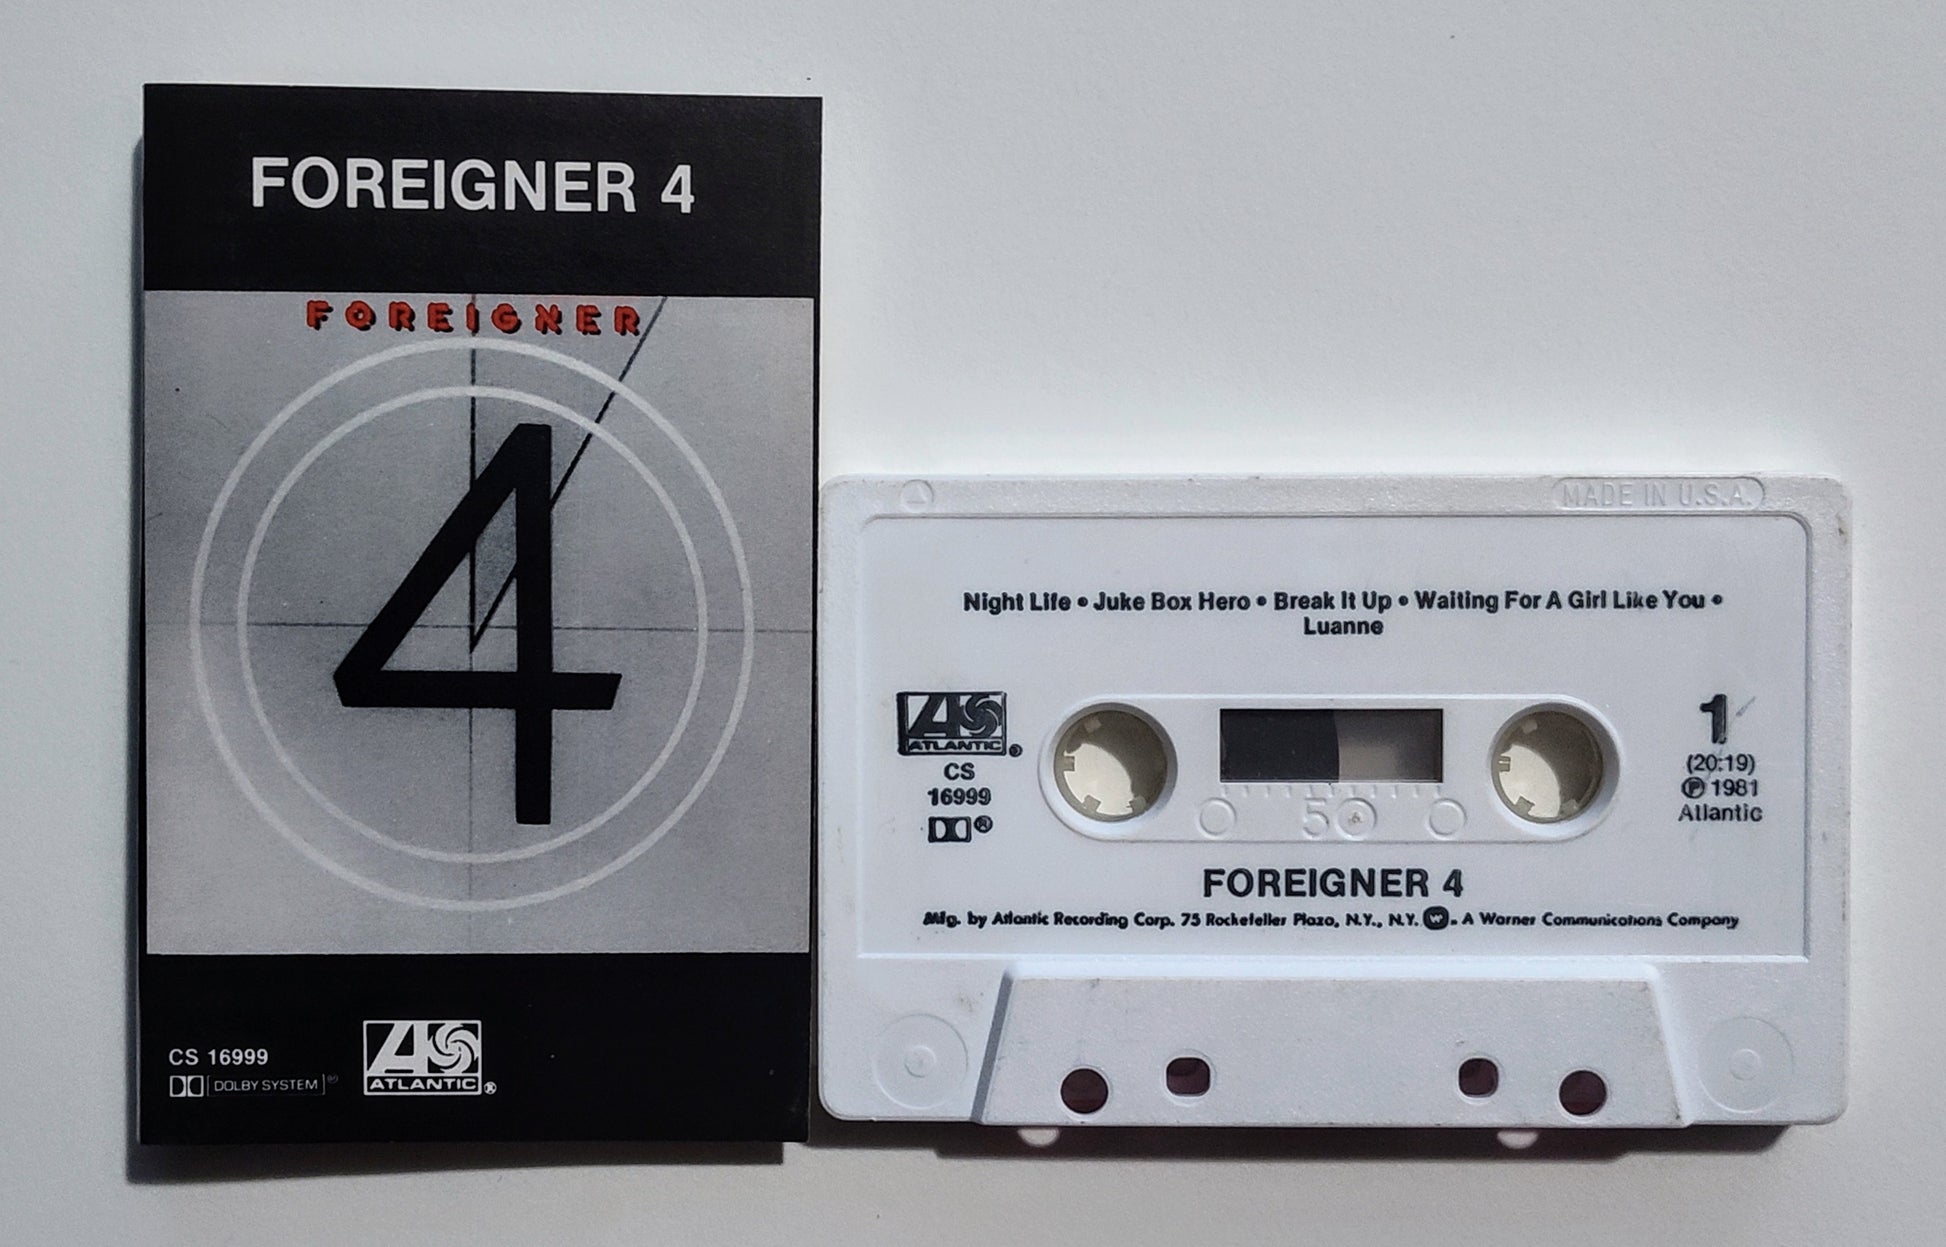 FOREIGNER 4
FOREIGNER
4
CS 16999
DOLBY SYSTEM ®
ATLANTIC ®
MADE IN U.S.A.
Night Life • Juke Box Hero • Break It Up • Waiting For A Girl Like You •
Luanne
ATLANTIC ®
CS
16999
®
1
(20:19)
℗ 1981
Atlantic
50
FOREIGNER 4
Mfg. by Atlantic Recording Corp. 75 Rockefeller Plaza, N.Y., N.Y. W. A Warner Communications Company